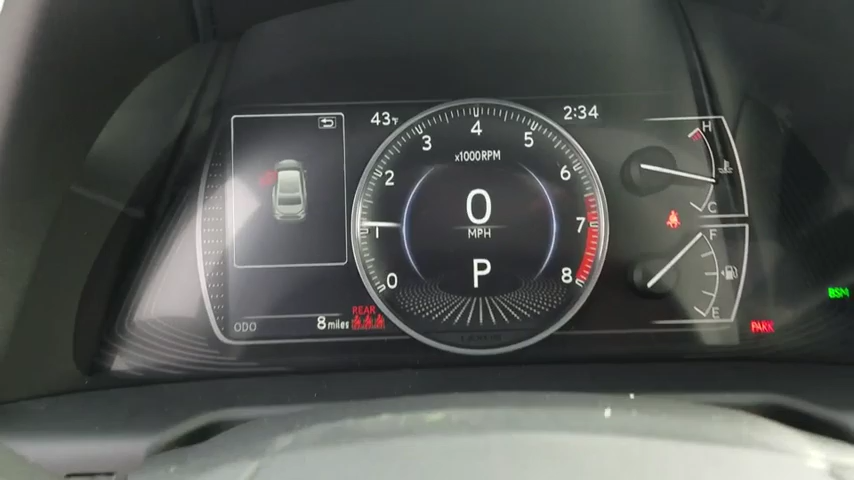 43°F
2:34
0
1
2
3
4
5
6
7
8
x1000RPM
0
MPH
P
H
C
F
E
ODO
8 miles
REAR
PARK
BSM